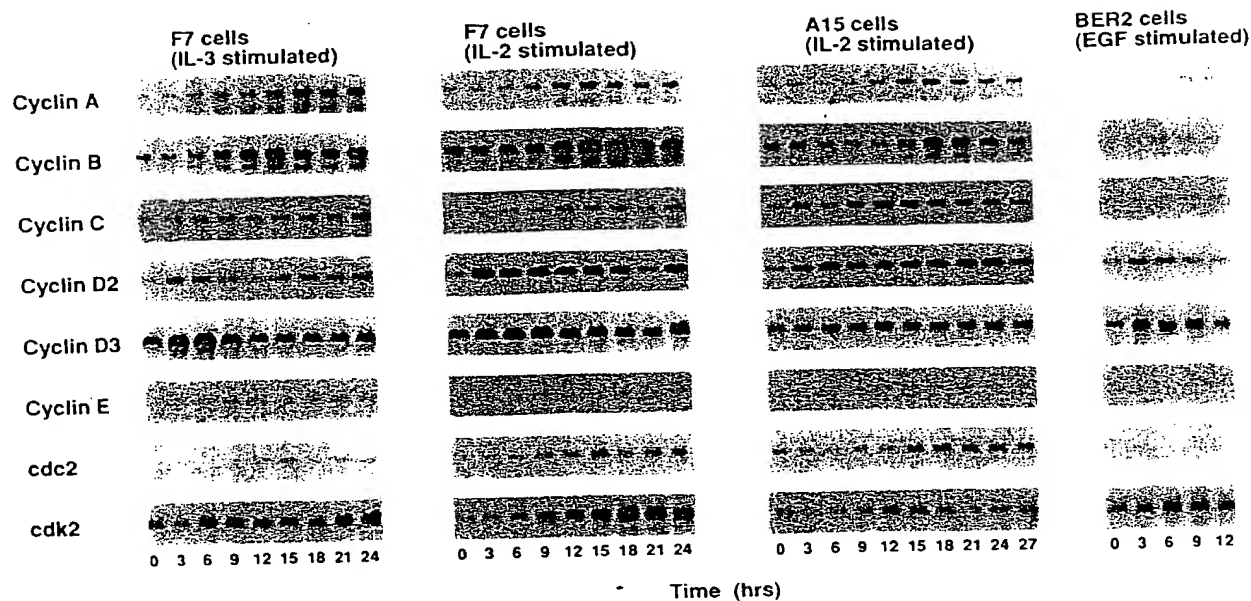 F7 cells
(IL-3 stimulated)
F7 cells
(IL-2 stimulated)
A15 cells
(IL-2 stimulated)
BER2 cells
(EGF stimulated)
Cyclin A
Cyclin B
Cyclin C
Cyclin D2
Cyclin D3
Cyclin E
cdc2
cdk2
0 3 6 9 12 15 18 21 24
0 3 6 9 12 15 18 21 24
0 3 6 9 12 15 18 21 24 27
0 3 6 9 12
Time (hrs)